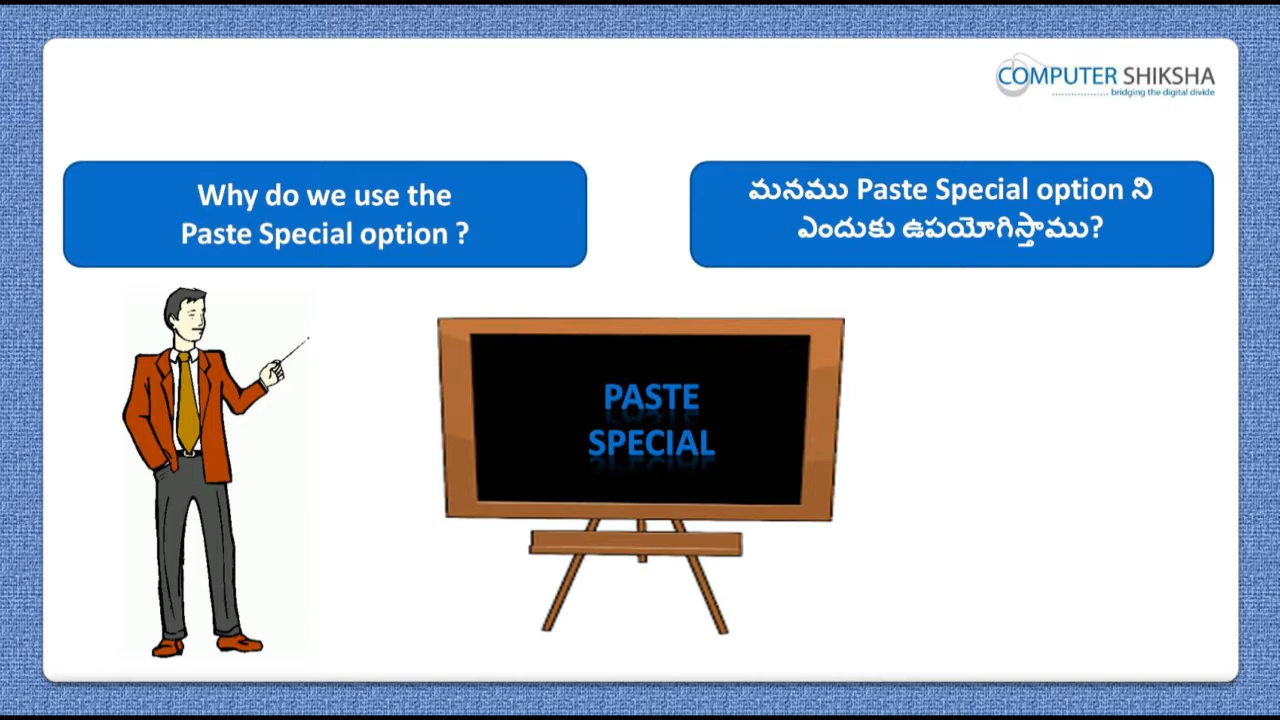 COMPUTER SHIKSHA
..................... bridging the digital divide
Why do we use the
Paste Special option ?
మనము Paste Special option ని
ఎందుకు ఉపయోగిస్తాము?
PASTE
SPECIAL